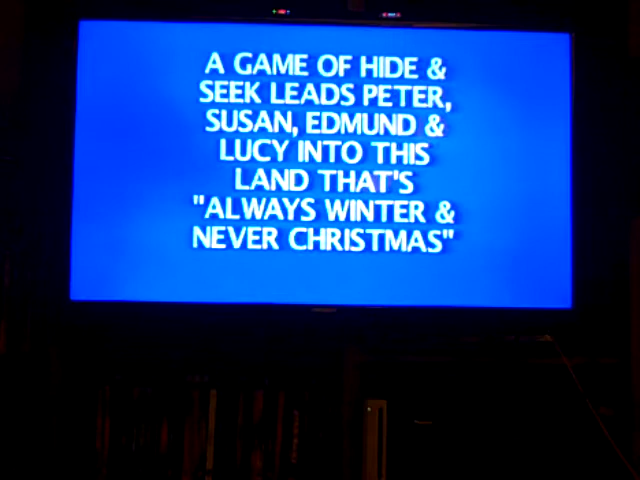 A GAME OF HIDE &
SEEK LEADS PETER,
SUSAN, EDMUND &
LUCY INTO THIS
LAND THAT'S
"ALWAYS WINTER &
NEVER CHRISTMAS"